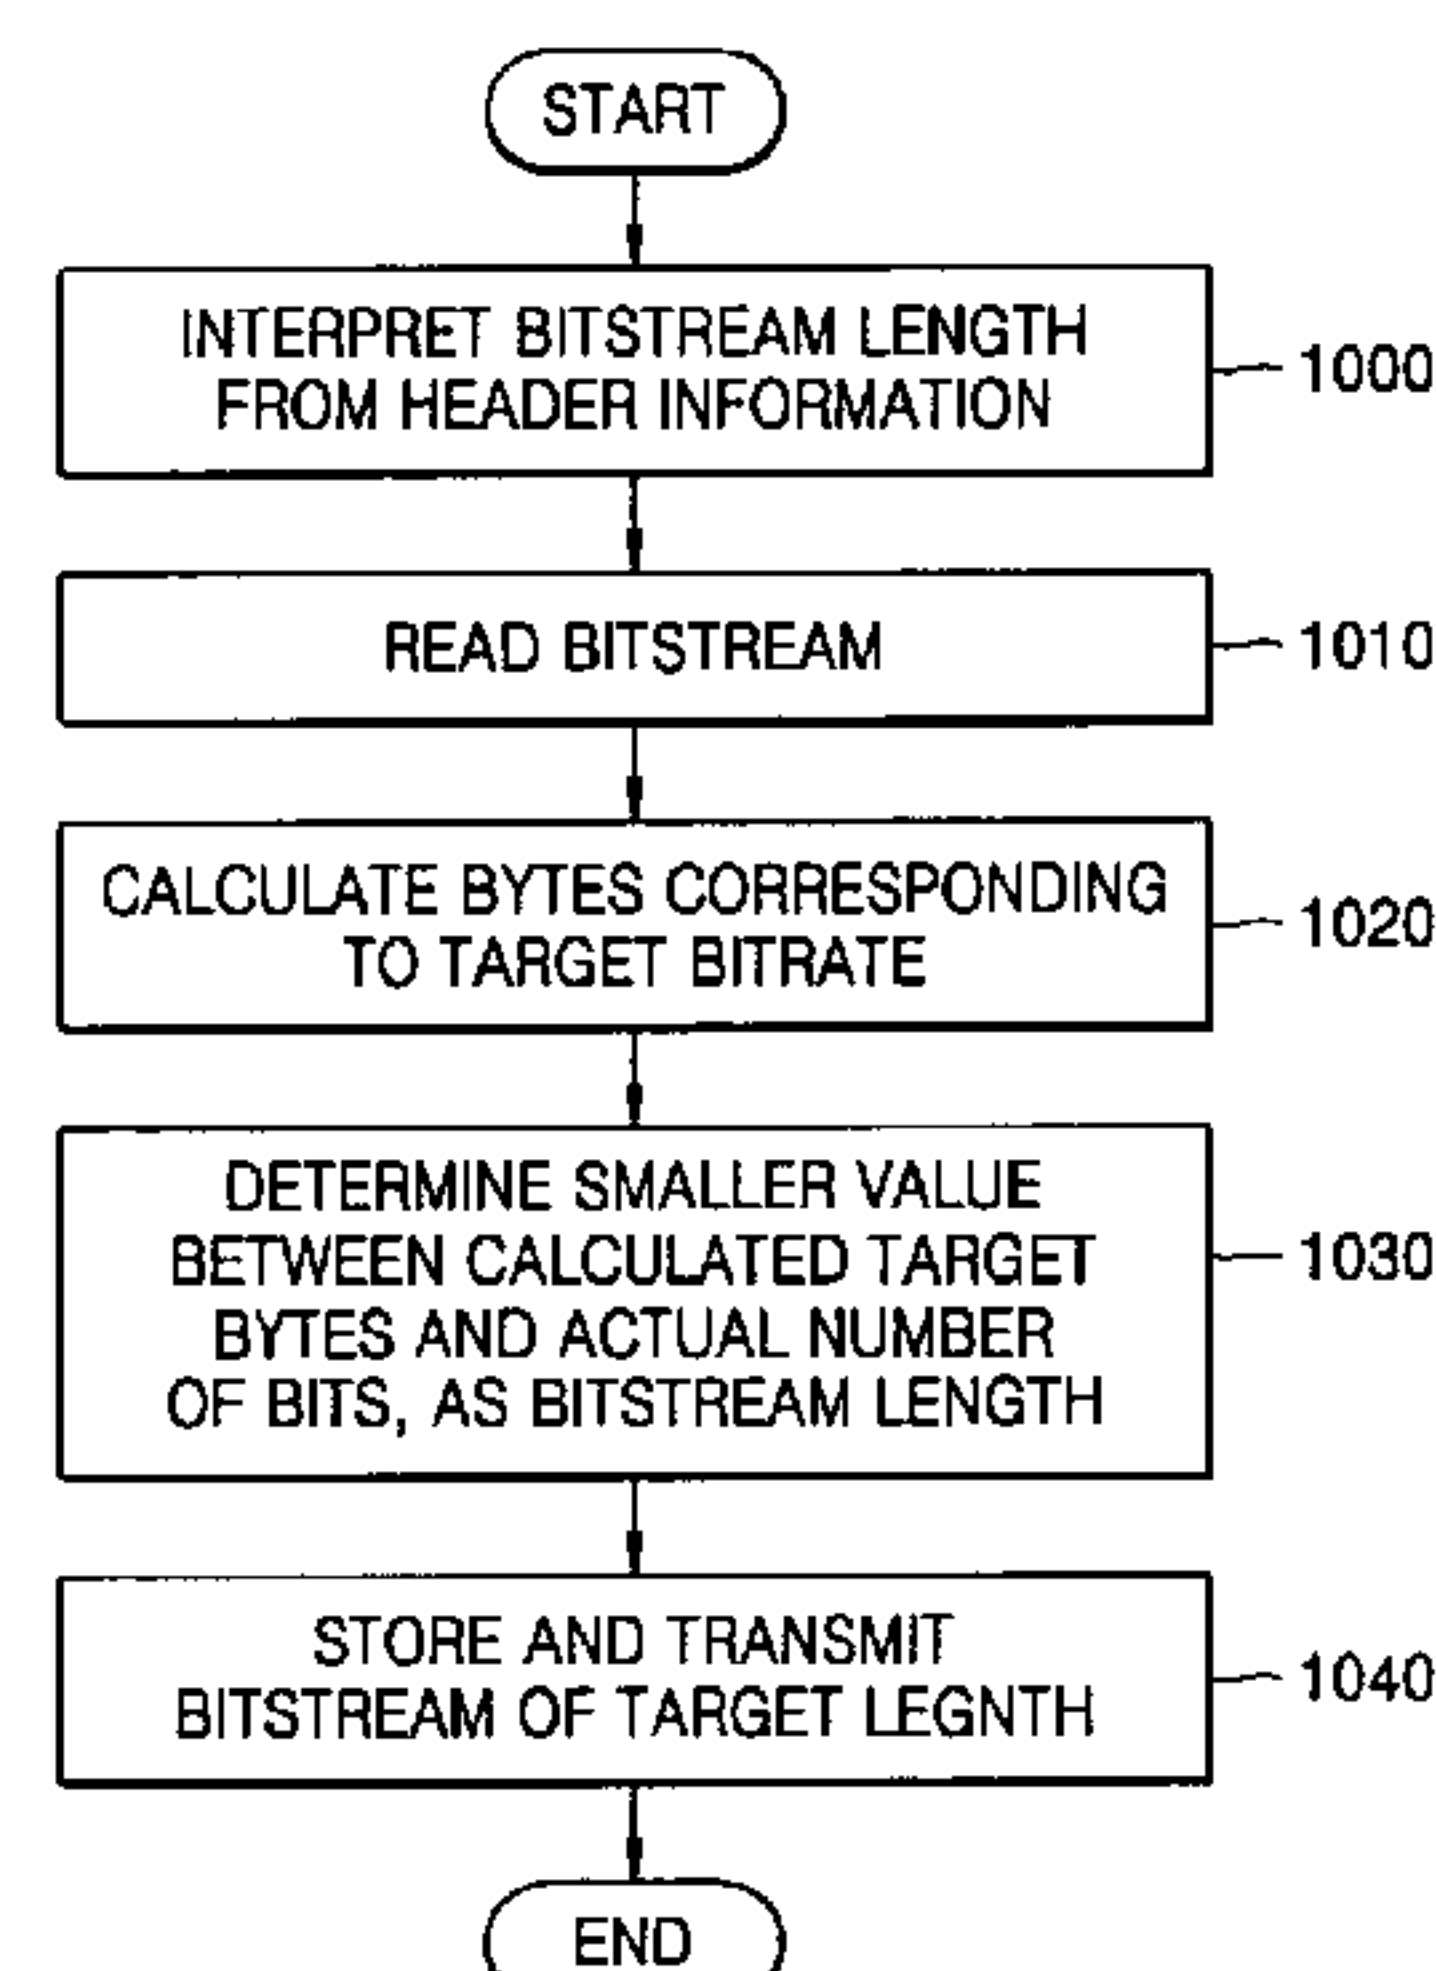 START
INTERPRET BITSTREAM LENGTH
FROM HEADER INFORMATION
1000
READ BITSTREAM
1010
CALCULATE BYTES CORRESPONDING
TO TARGET BITRATE
1020
DETERMINE SMALLER VALUE
BETWEEN CALCULATED TARGET
BYTES AND ACTUAL NUMBER
OF BITS, AS BITSTREAM LENGTH
1030
STORE AND TRANSMIT
BITSTREAM OF TARGET LEGNTH
1040
END